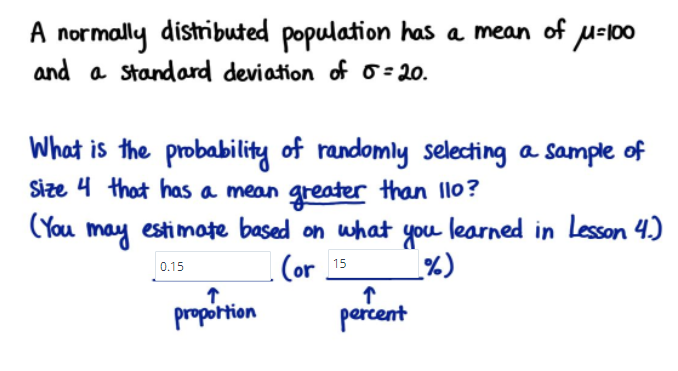 A normally distributed population has a mean of μ=100
and a standard deviation of σ=20.
What is the probability of randomly selecting a sample of
size 4 that has a mean greater than 110?
(You may estimate based on what you learned in Lesson 4.)
0.15 (or 15 %)
↑ ↑
proportion percent